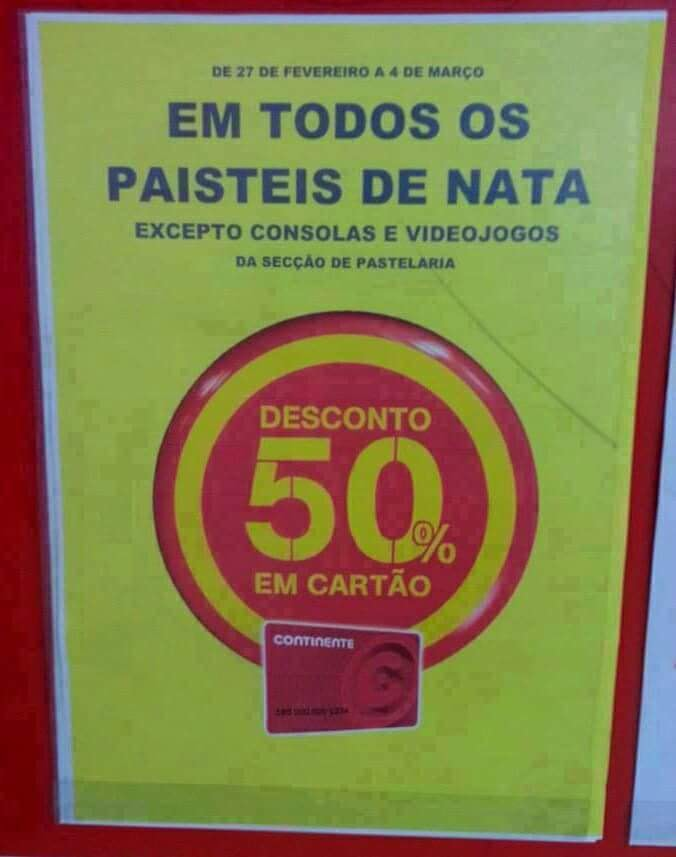 DE 27 DE FEVEREIRO A 4 DE MARÇO
EM TODOS OS
PAISTEIS DE NATA
EXCEPTO CONSOLAS E VIDEOJOGOS
DA SECÇÃO DE PASTELARIA
DESCONTO
50%
EM CARTÃO
CONTINENTE